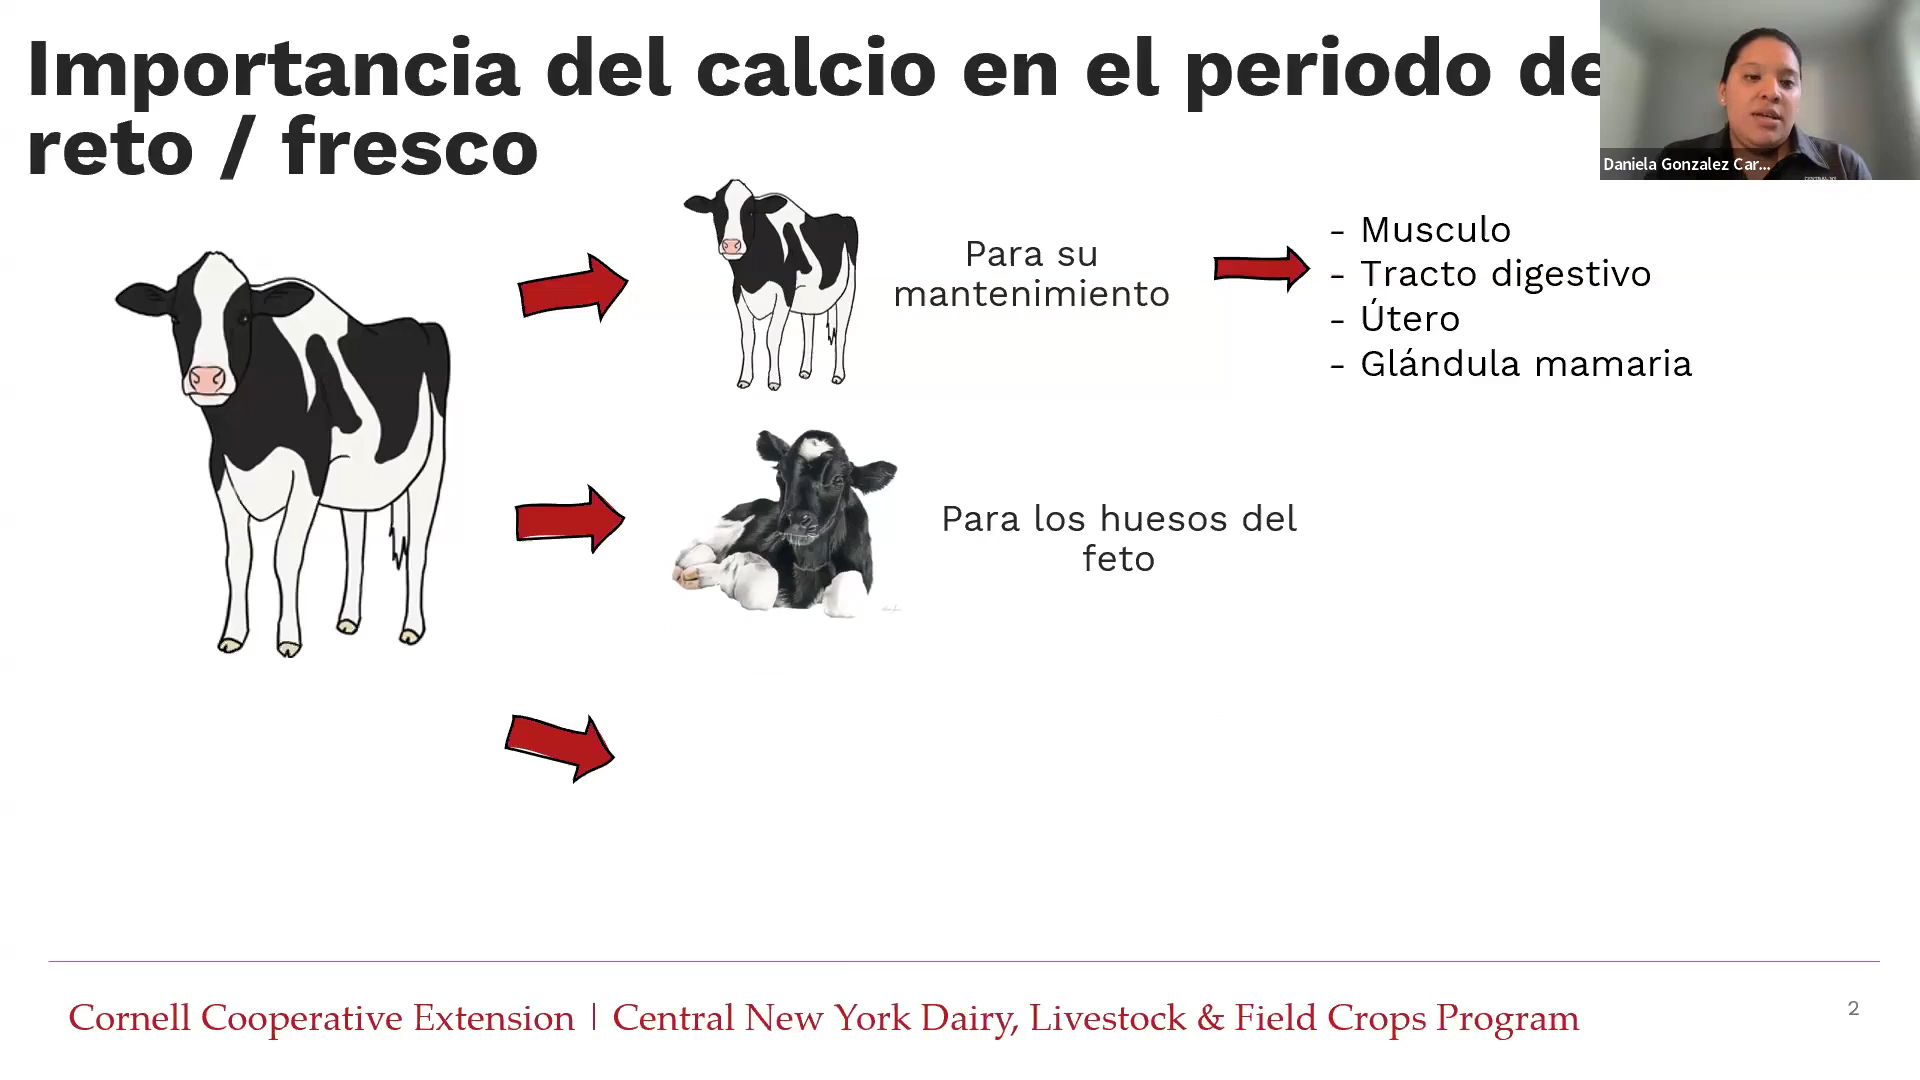 Importancia del calcio en el periodo de
reto / fresco
Daniela Gonzalez Car...
Para su
mantenimiento
- Musculo
- Tracto digestivo
- Útero
- Glándula mamaria
Para los huesos del
feto
Cornell Cooperative Extension | Central New York Dairy, Livestock & Field Crops Program
2